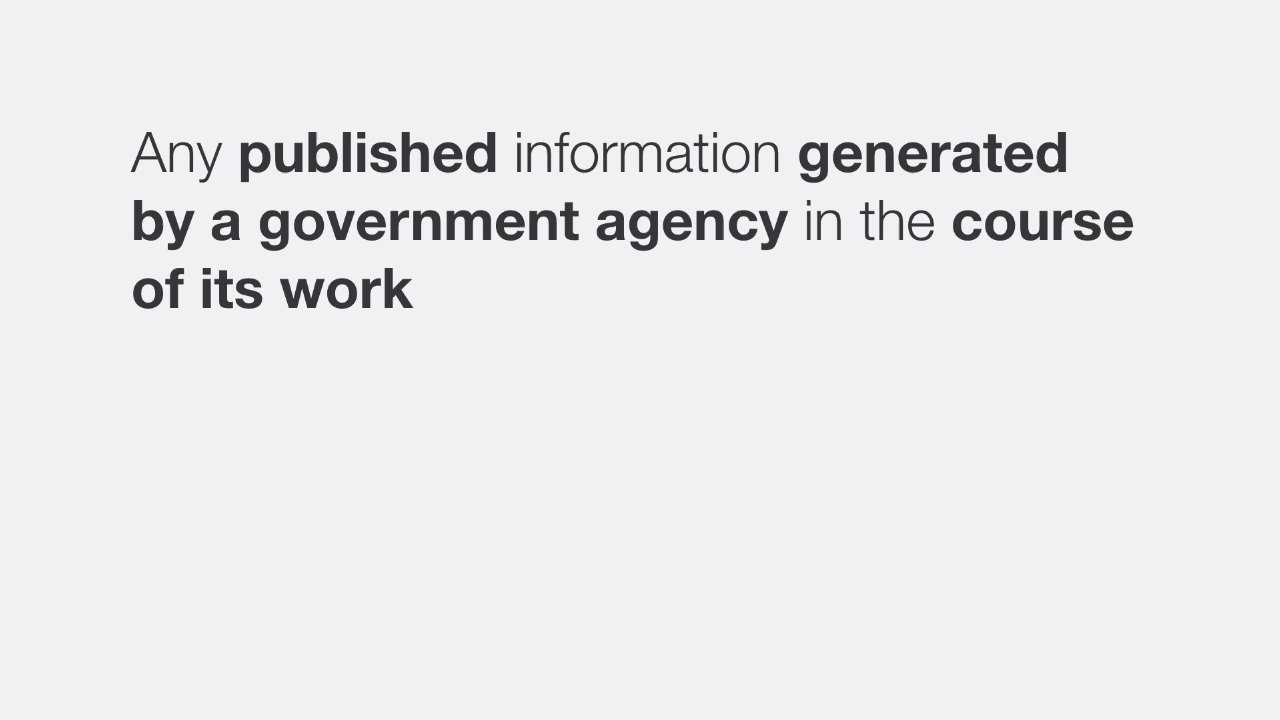 Any published information generated
by a government agency in the course
of its work